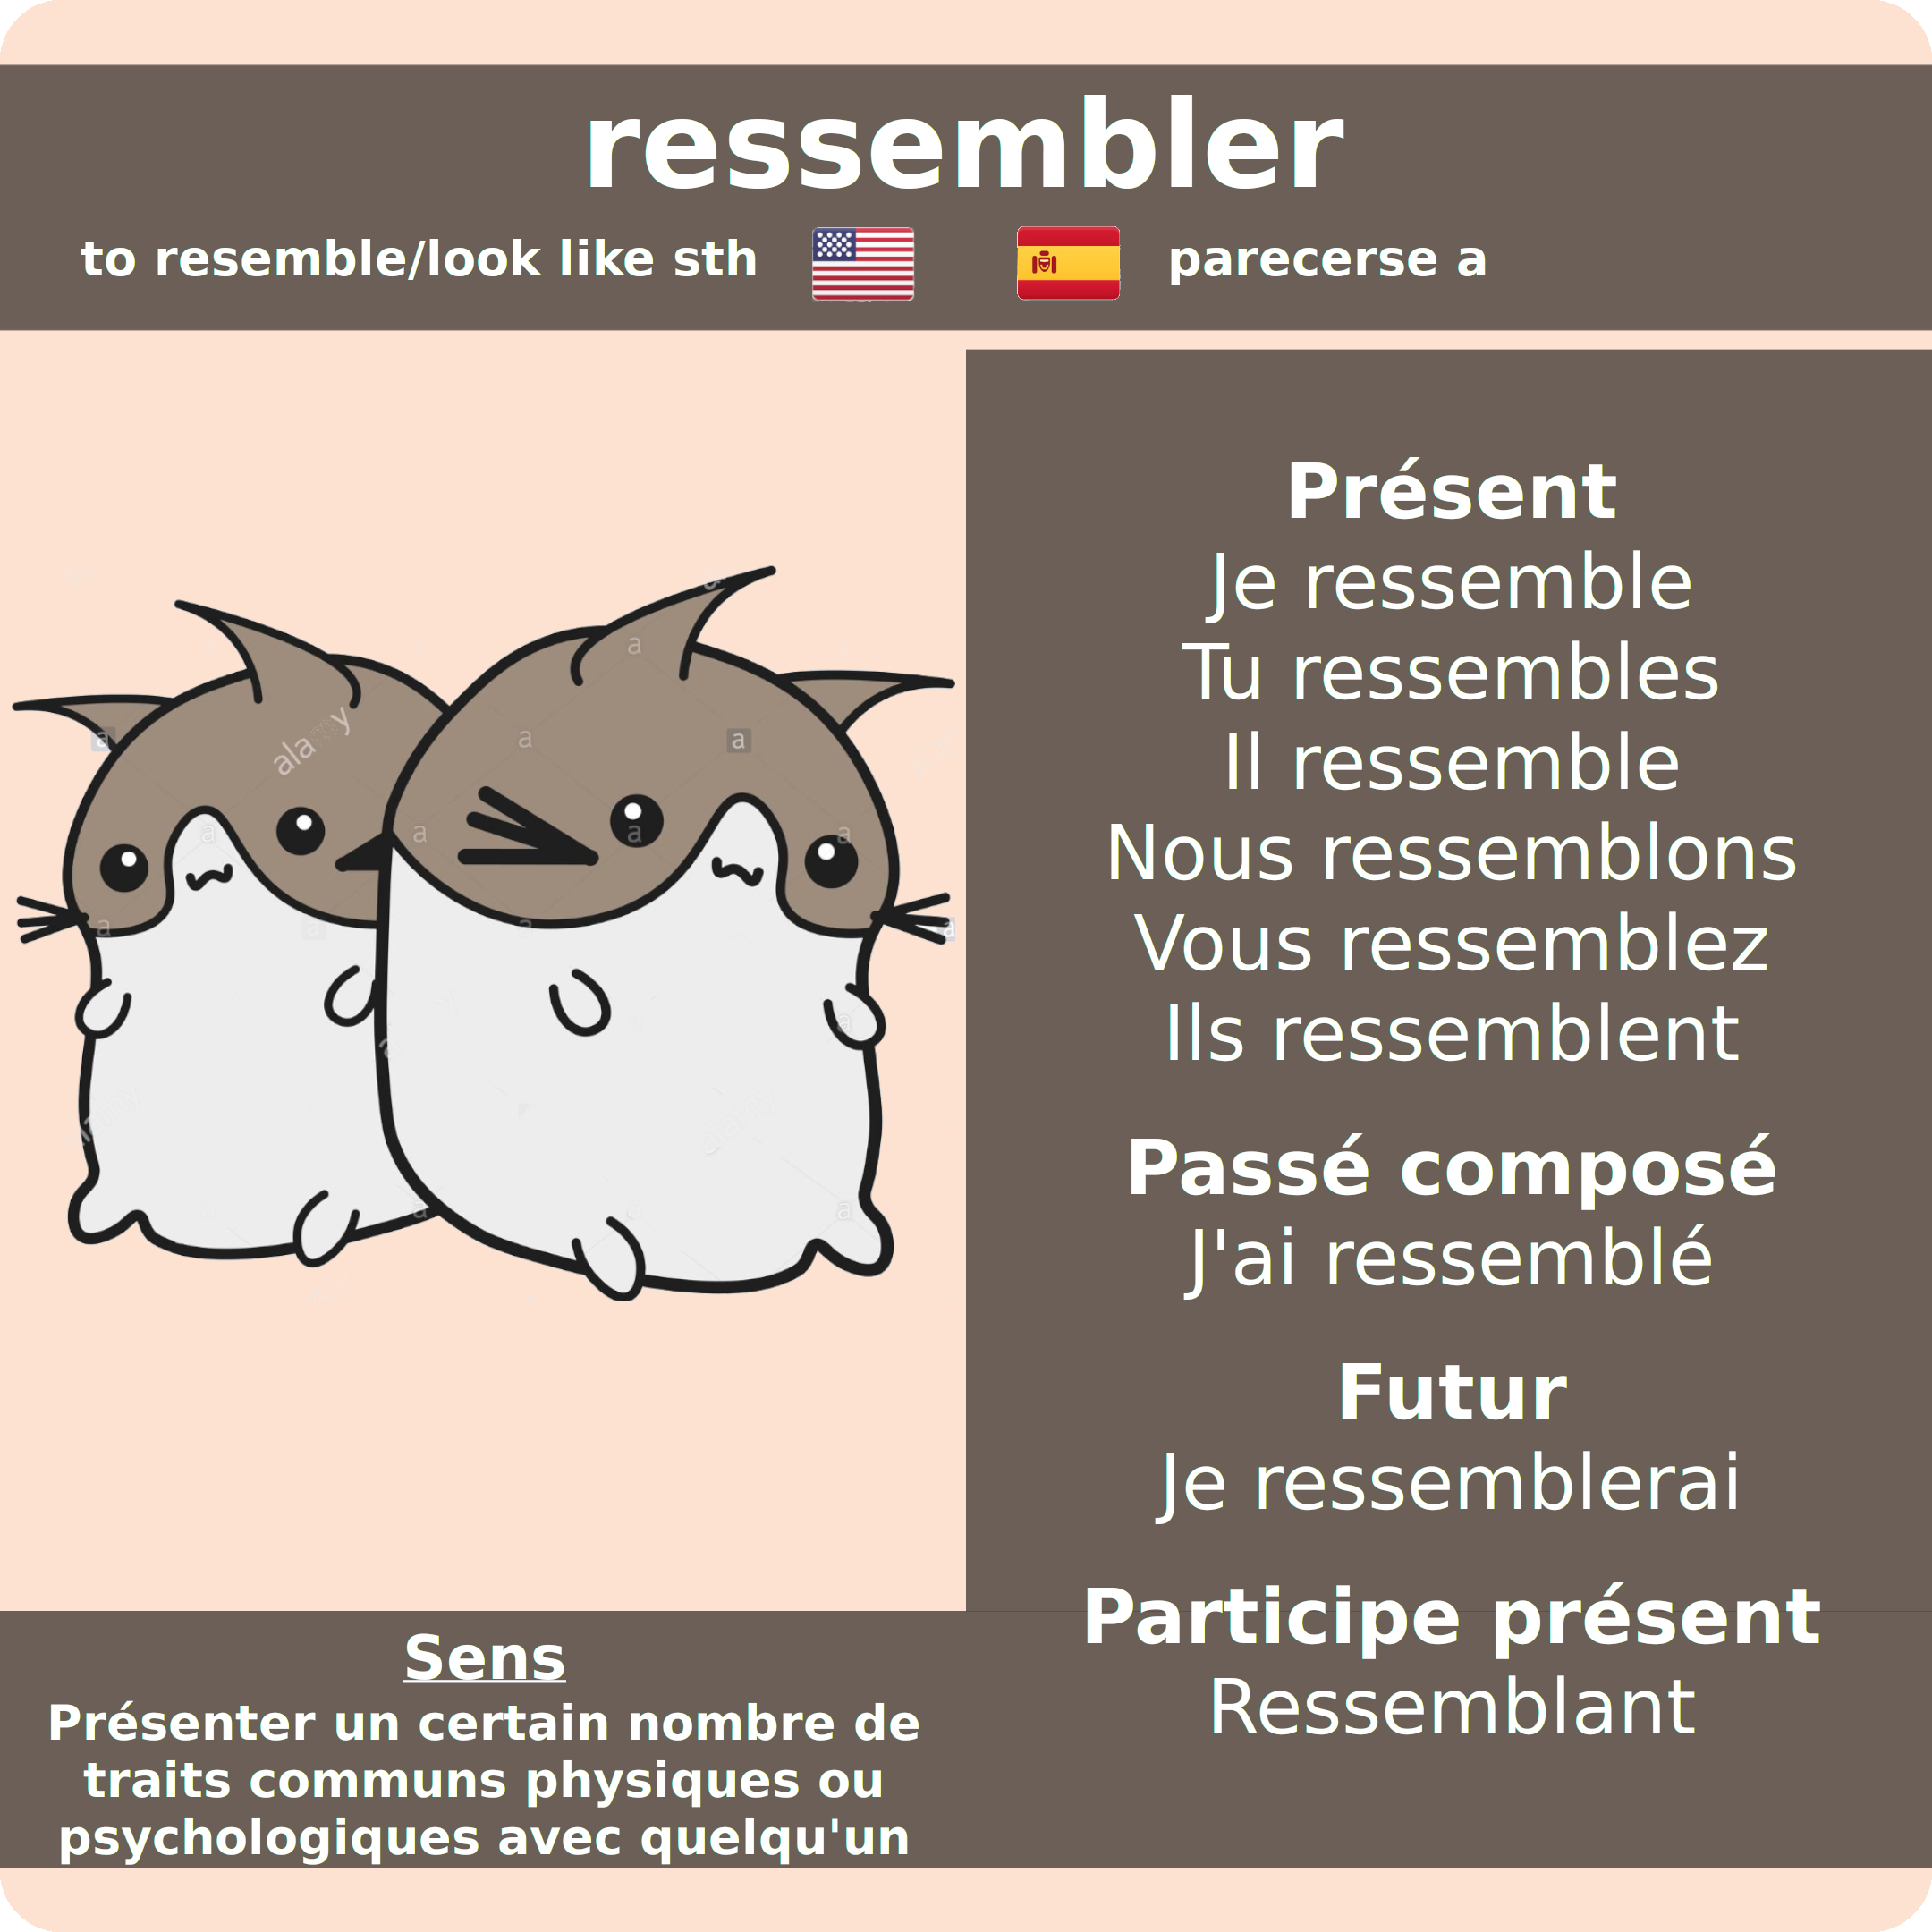 ressembler
to resemble/look like sth
parecerse a
Présent
Je ressemble
Tu ressembles
Il ressemble
Nous ressemblons
Vous ressemblez
Ils ressemblent
Passé composé
J'ai ressemblé
Futur
Je ressemblerai
Participe présent
Ressemblant
Sens
Présenter un certain nombre de
traits communs physiques ou
psychologiques avec quelqu'un
alamy